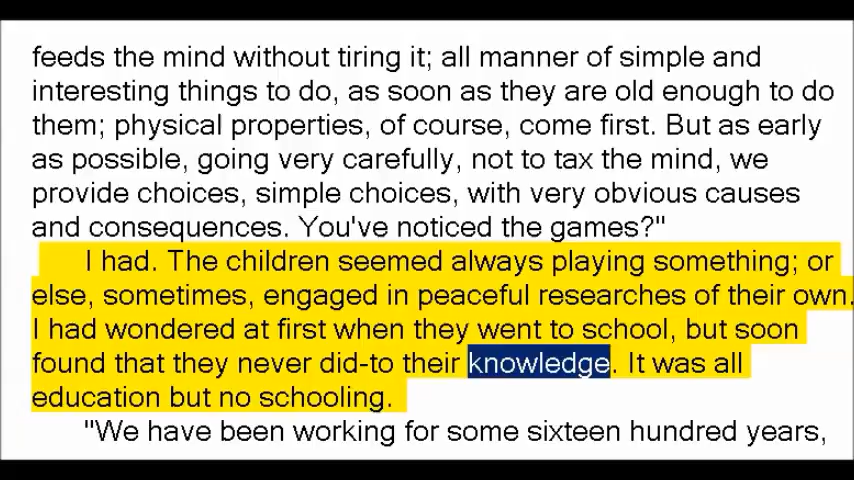 feeds the mind without tiring it; all manner of simple and
interesting things to do, as soon as they are old enough to do
them; physical properties, of course, come first. But as early
as possible, going very carefully, not to tax the mind, we
provide choices, simple choices, with very obvious causes
and consequences. You've noticed the games?"
I had. The children seemed always playing something; or
else, sometimes, engaged in peaceful researches of their own.
I had wondered at first when they went to school, but soon
found that they never did-to their knowledge. It was all
education but no schooling.
"We have been working for some sixteen hundred years,